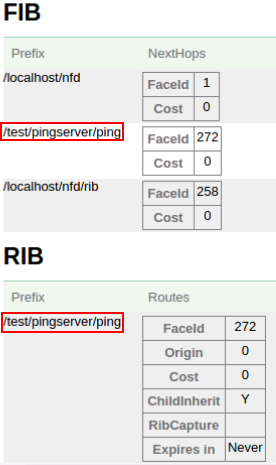 FIB
Prefix NextHops
/localhost/nfd
FaceId 1
Cost 0
/test/pingserver/ping
FaceId 272
Cost 0
/localhost/nfd/rib
FaceId 258
Cost 0
RIB
Prefix Routes
/test/pingserver/ping
FaceId 272
Origin 0
Cost 0
ChildInherit Y
RibCapture
Expires in Never